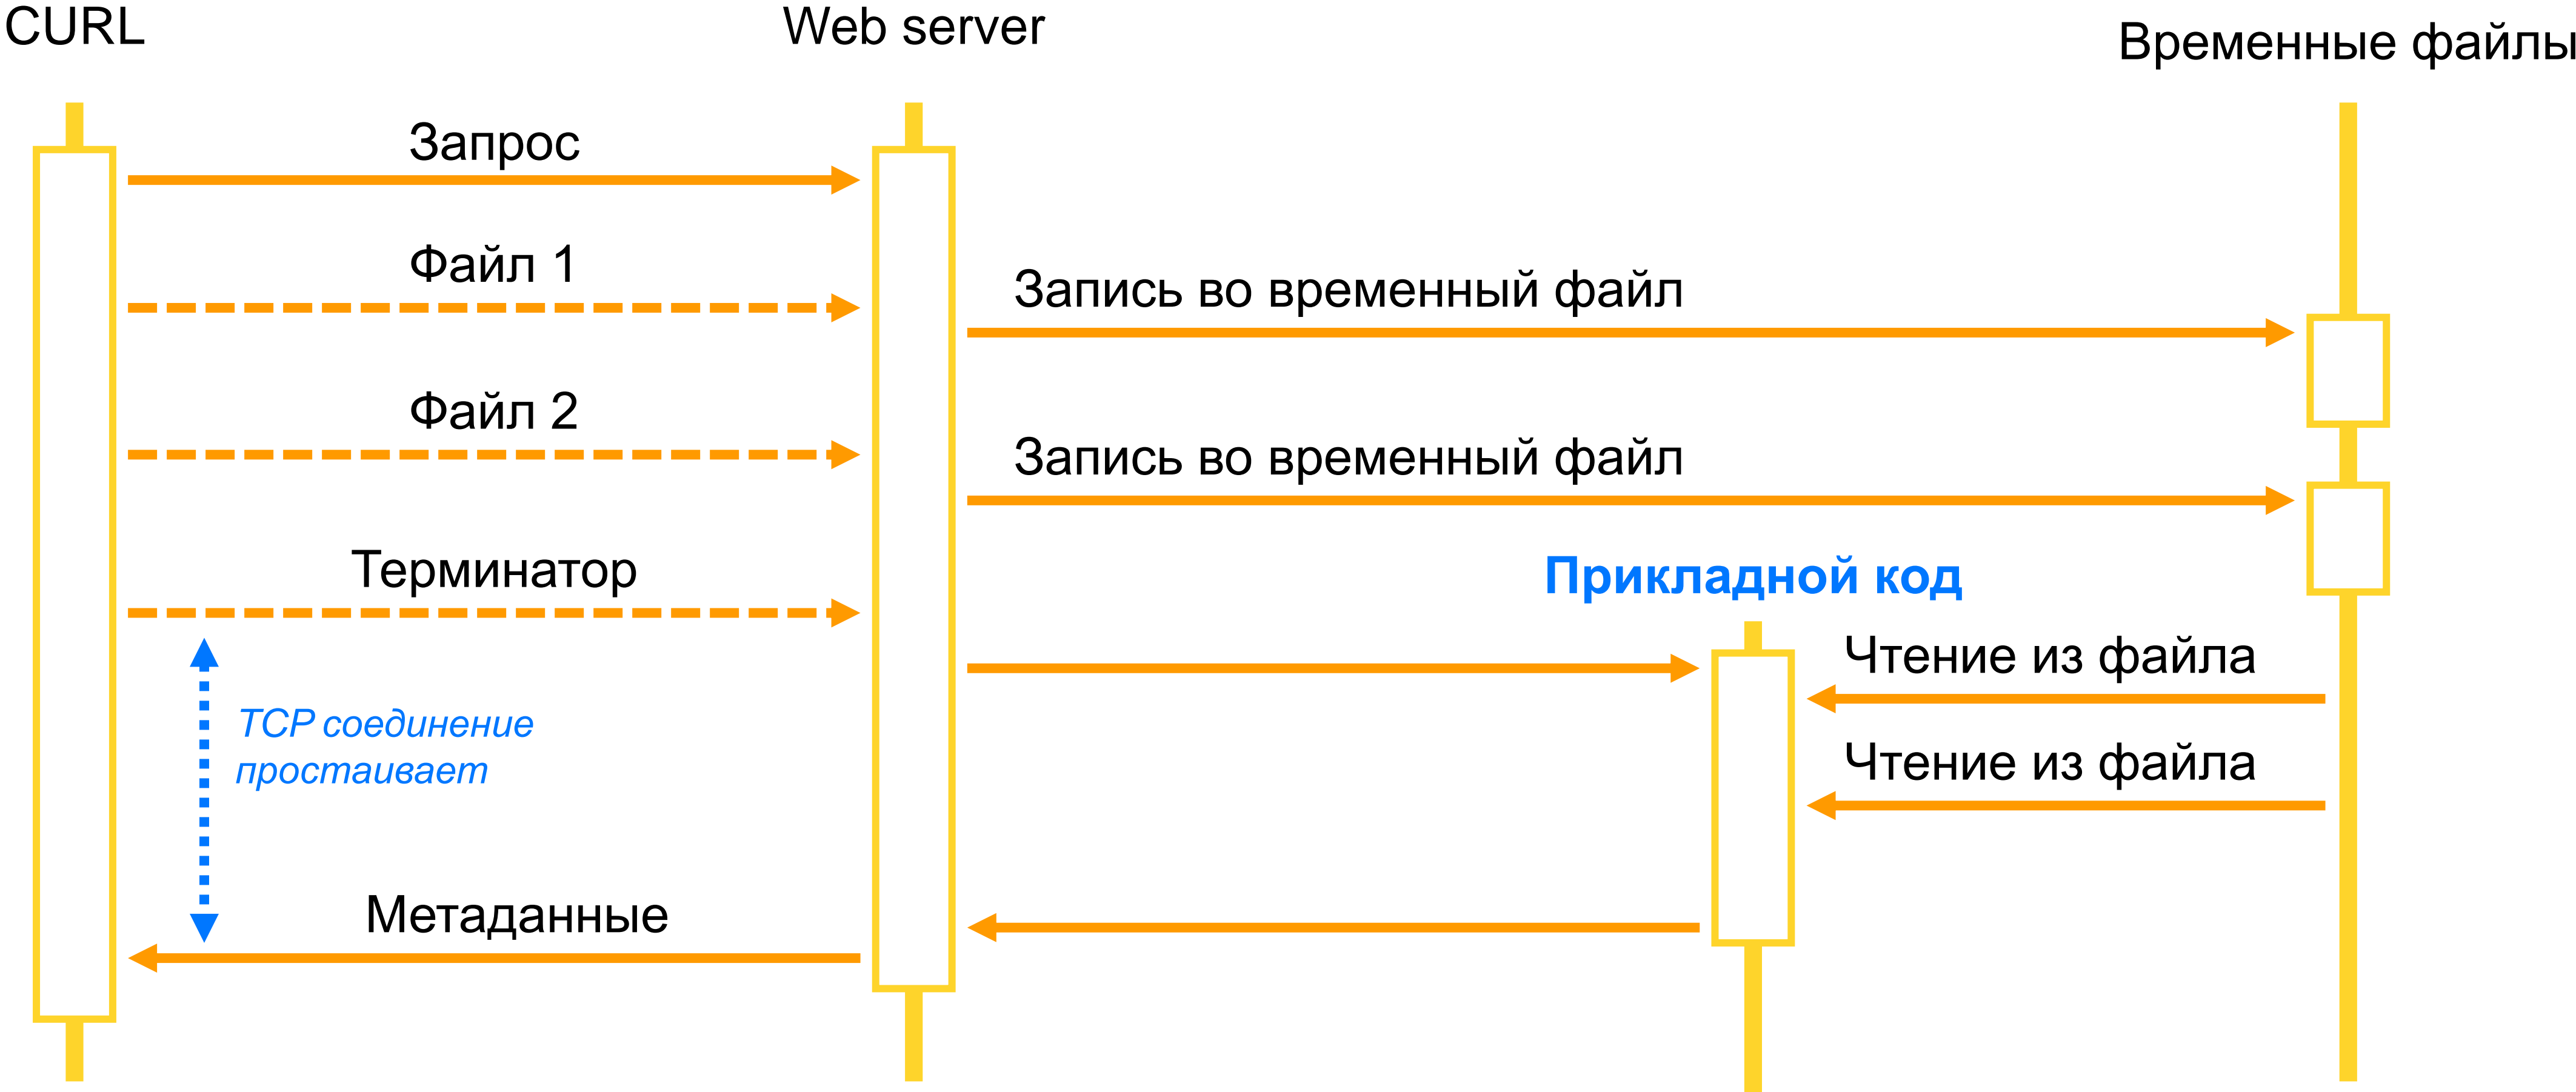 CURL
Web server
Временные файлы
Запрос
Файл 1
Запись во временный файл
Файл 2
Запись во временный файл
Терминатор
Прикладной код
Чтение из файла
TCP соединение
простаивает
Чтение из файла
Метаданные